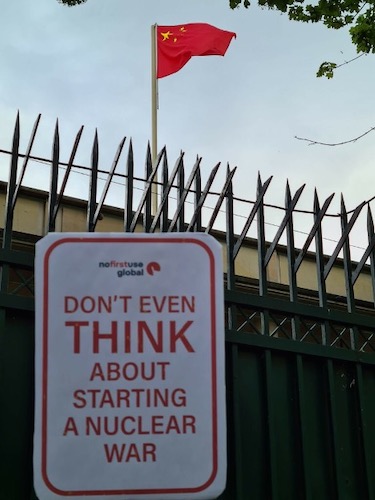 nofirstuse
global
DON'T EVEN
THINK
ABOUT
STARTING
A NUCLEAR
WAR